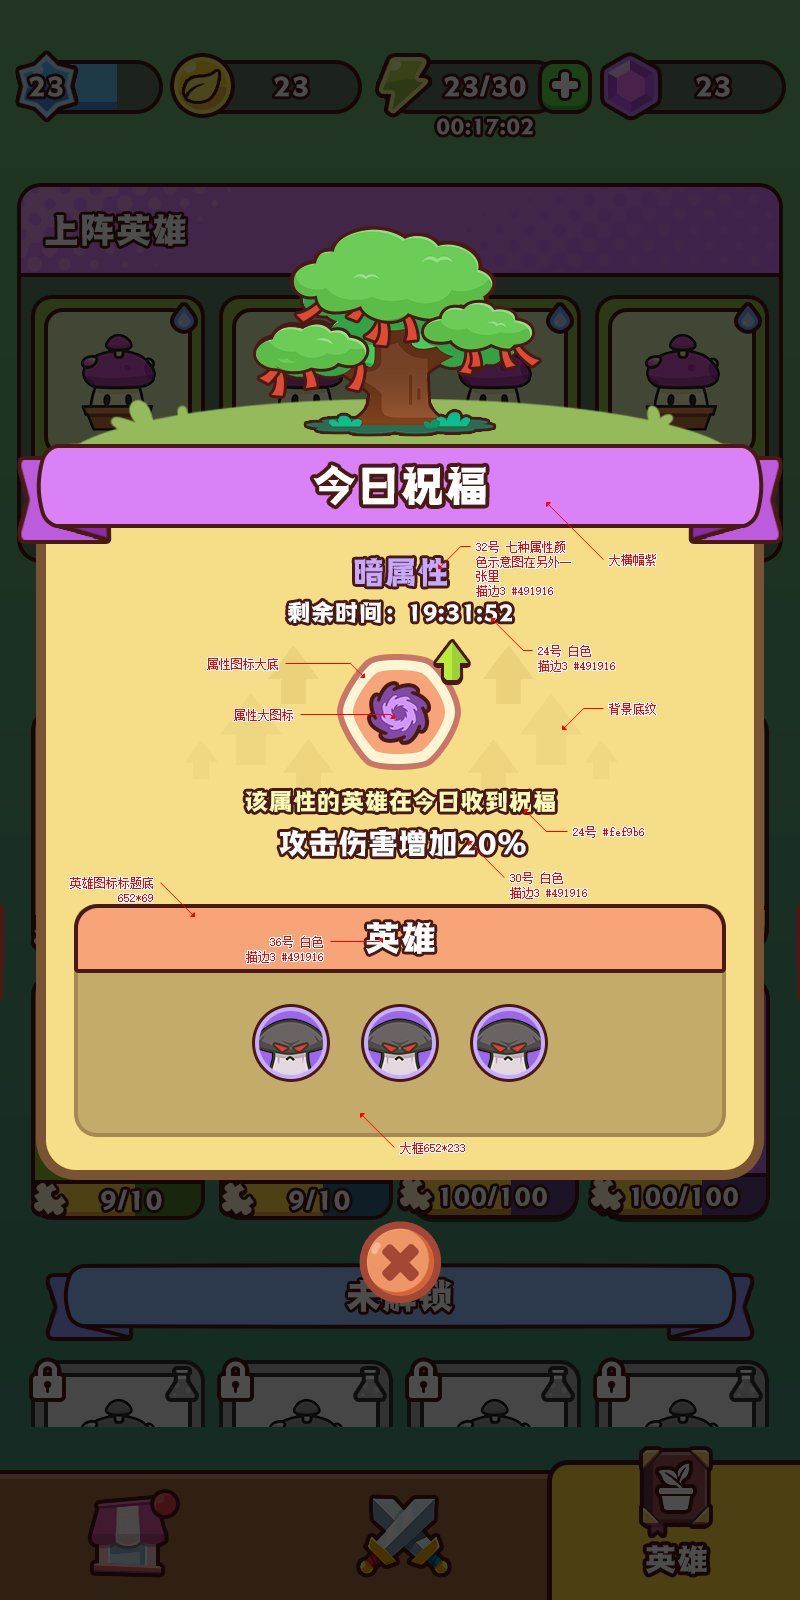 23
23
23/30
23
00:17:02
上阵英雄
今日祝福
大横幅紫
暗属性
32号 七种属性颜
色示意图在另外一
张里
描边3 #491916
剩余时间：19:31:52
24号 白色
描边3 #491916
属性图标大底
属性大图标
背景底纹
该属性的英雄在今日收到祝福
24号 #fef9b6
攻击伤害增加20%
30号 白色
描边3 #491916
英雄图标标题底
652*69
英雄
36号 白色
描边3 #491916
大框652*233
9/10
9/10
100/100
100/100
未解锁
英雄